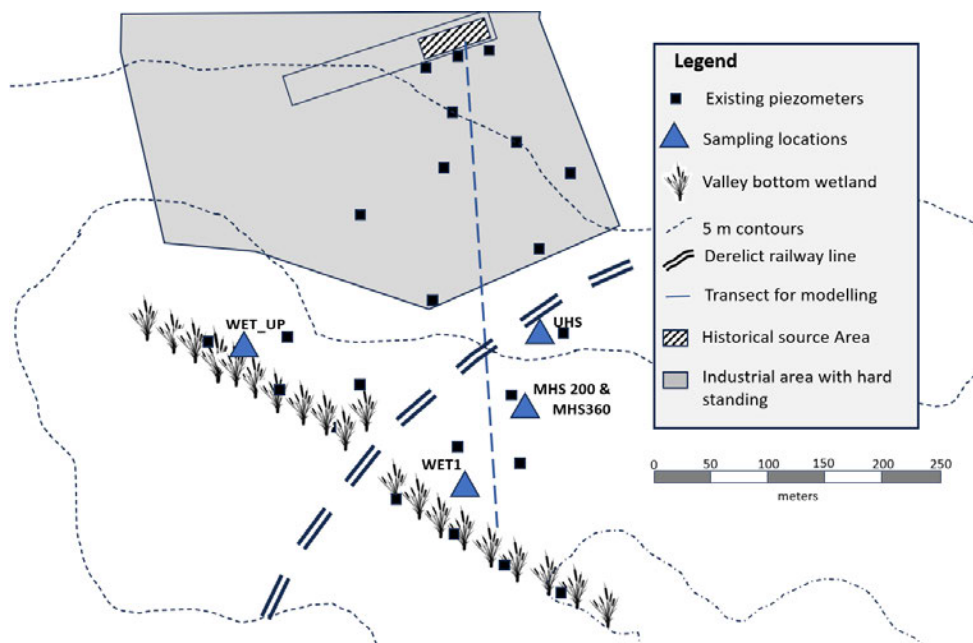 Legend
Existing piezometers
Sampling locations
Valley bottom wetland
5 m contours
Derelict railway line
Transect for modelling
Historical source Area
Industrial area with hard
standing
WET_UP
UHS
MHS 200 &
MHS360
WET1
0 50 100 150 200 250
meters